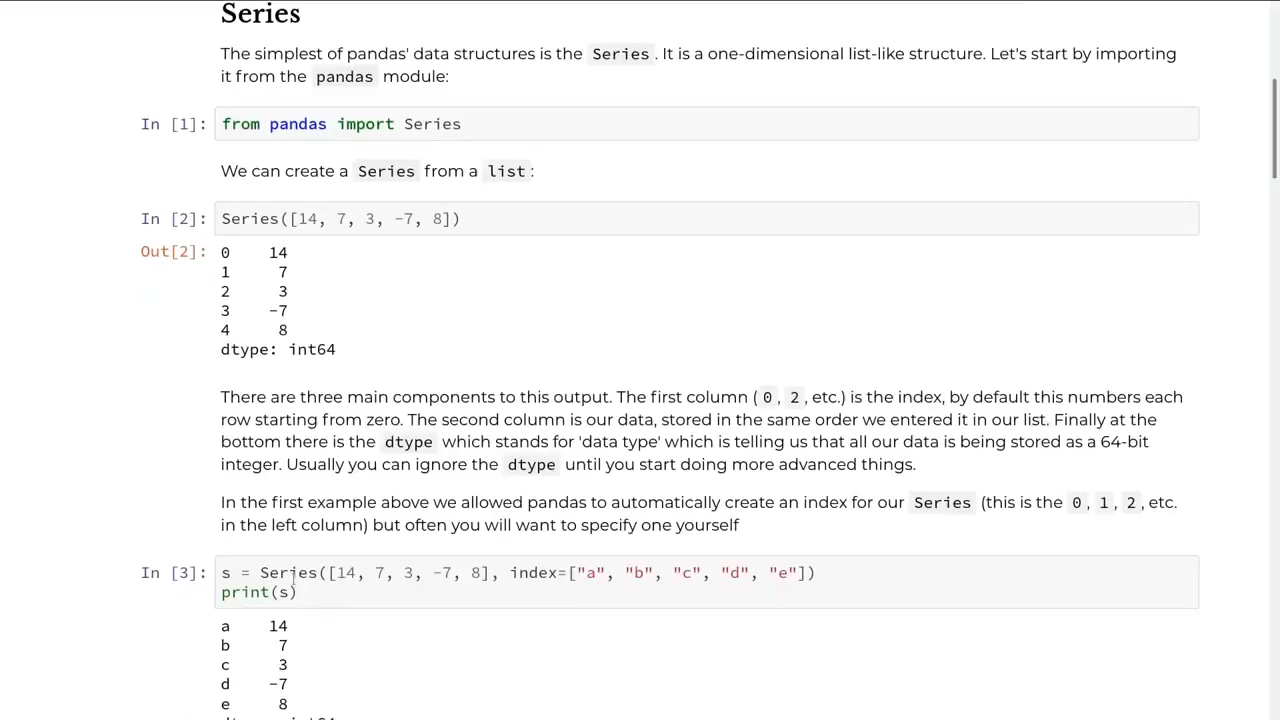 Series
The simplest of pandas' data structures is the Series. It is a one-dimensional list-like structure. Let's start by importing
it from the pandas module:
In [1]: from pandas import Series
We can create a Series from a list:
In [2]: Series([14, 7, 3, -7, 8])
Out[2]: 0    14
1     7
2     3
3    -7
4     8
dtype: int64
There are three main components to this output. The first column (0, 2, etc.) is the index, by default this numbers each
row starting from zero. The second column is our data, stored in the same order we entered it in our list. Finally at the
bottom there is the dtype which stands for 'data type' which is telling us that all our data is being stored as a 64-bit
integer. Usually you can ignore the dtype until you start doing more advanced things.
In the first example above we allowed pandas to automatically create an index for our Series (this is the 0, 1, 2, etc.
in the left column) but often you will want to specify one yourself
In [3]: s = Series([14, 7, 3, -7, 8], index=["a", "b", "c", "d", "e"])
print(s)
a    14
b     7
c     3
d    -7
e     8